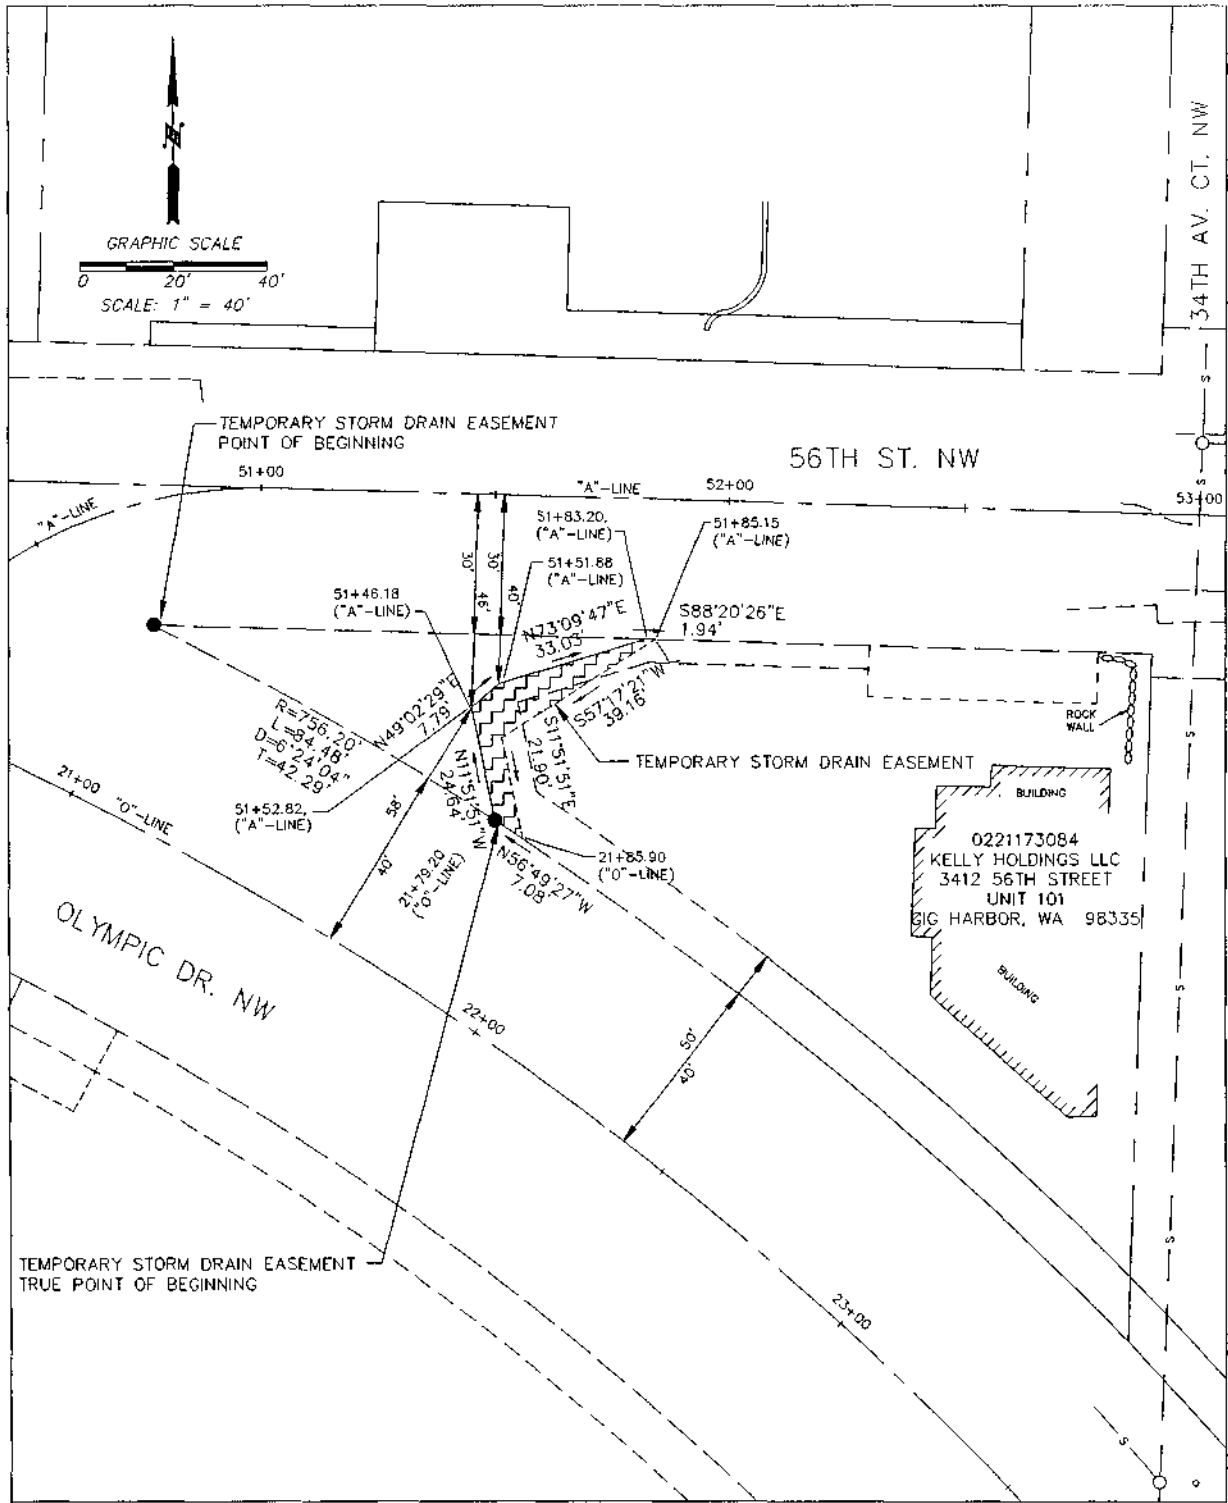 34TH AV. CT. NW
GRAPHIC SCALE
0 20' 40'
SCALE: 1" = 40'
S
TEMPORARY STORM DRAIN EASEMENT
POINT OF BEGINNING
56TH ST. NW
51+00
"A"-LINE
52+00
53+00
"A"-LINE
S
51+83.20,
("A"-LINE)
51+85.15
("A"-LINE)
30'
30'
51+51.88
("A"-LINE)
46'
40'
51+46.18
("A"-LINE)
N73°09'47"E
33.03'
S88°20'26"E
1.94'
N49°02'29"E
7.79'
S57°17'21"W
39.16'
R=756.20'
L=84.48'
D=6°24'04"
T=42.29'
ROCK
WALL
S
S11°51'51"E
21.90'
TEMPORARY STORM DRAIN EASEMENT
21+00
"O"-LINE
N11°51'51"W
24.64'
51+52.82,
("A"-LINE)
58'
40'
BUILDING
0221173084
KELLY HOLDINGS LLC
3412 56TH STREET
UNIT 101
GIG HARBOR, WA 98335
21+79.20
("O"-LINE)
N56°49'27"W
7.08'
21+85.90
("O"-LINE)
BUILDING
OLYMPIC DR. NW
S
22+00
50'
40'
S
TEMPORARY STORM DRAIN EASEMENT
TRUE POINT OF BEGINNING
23+00
S
S